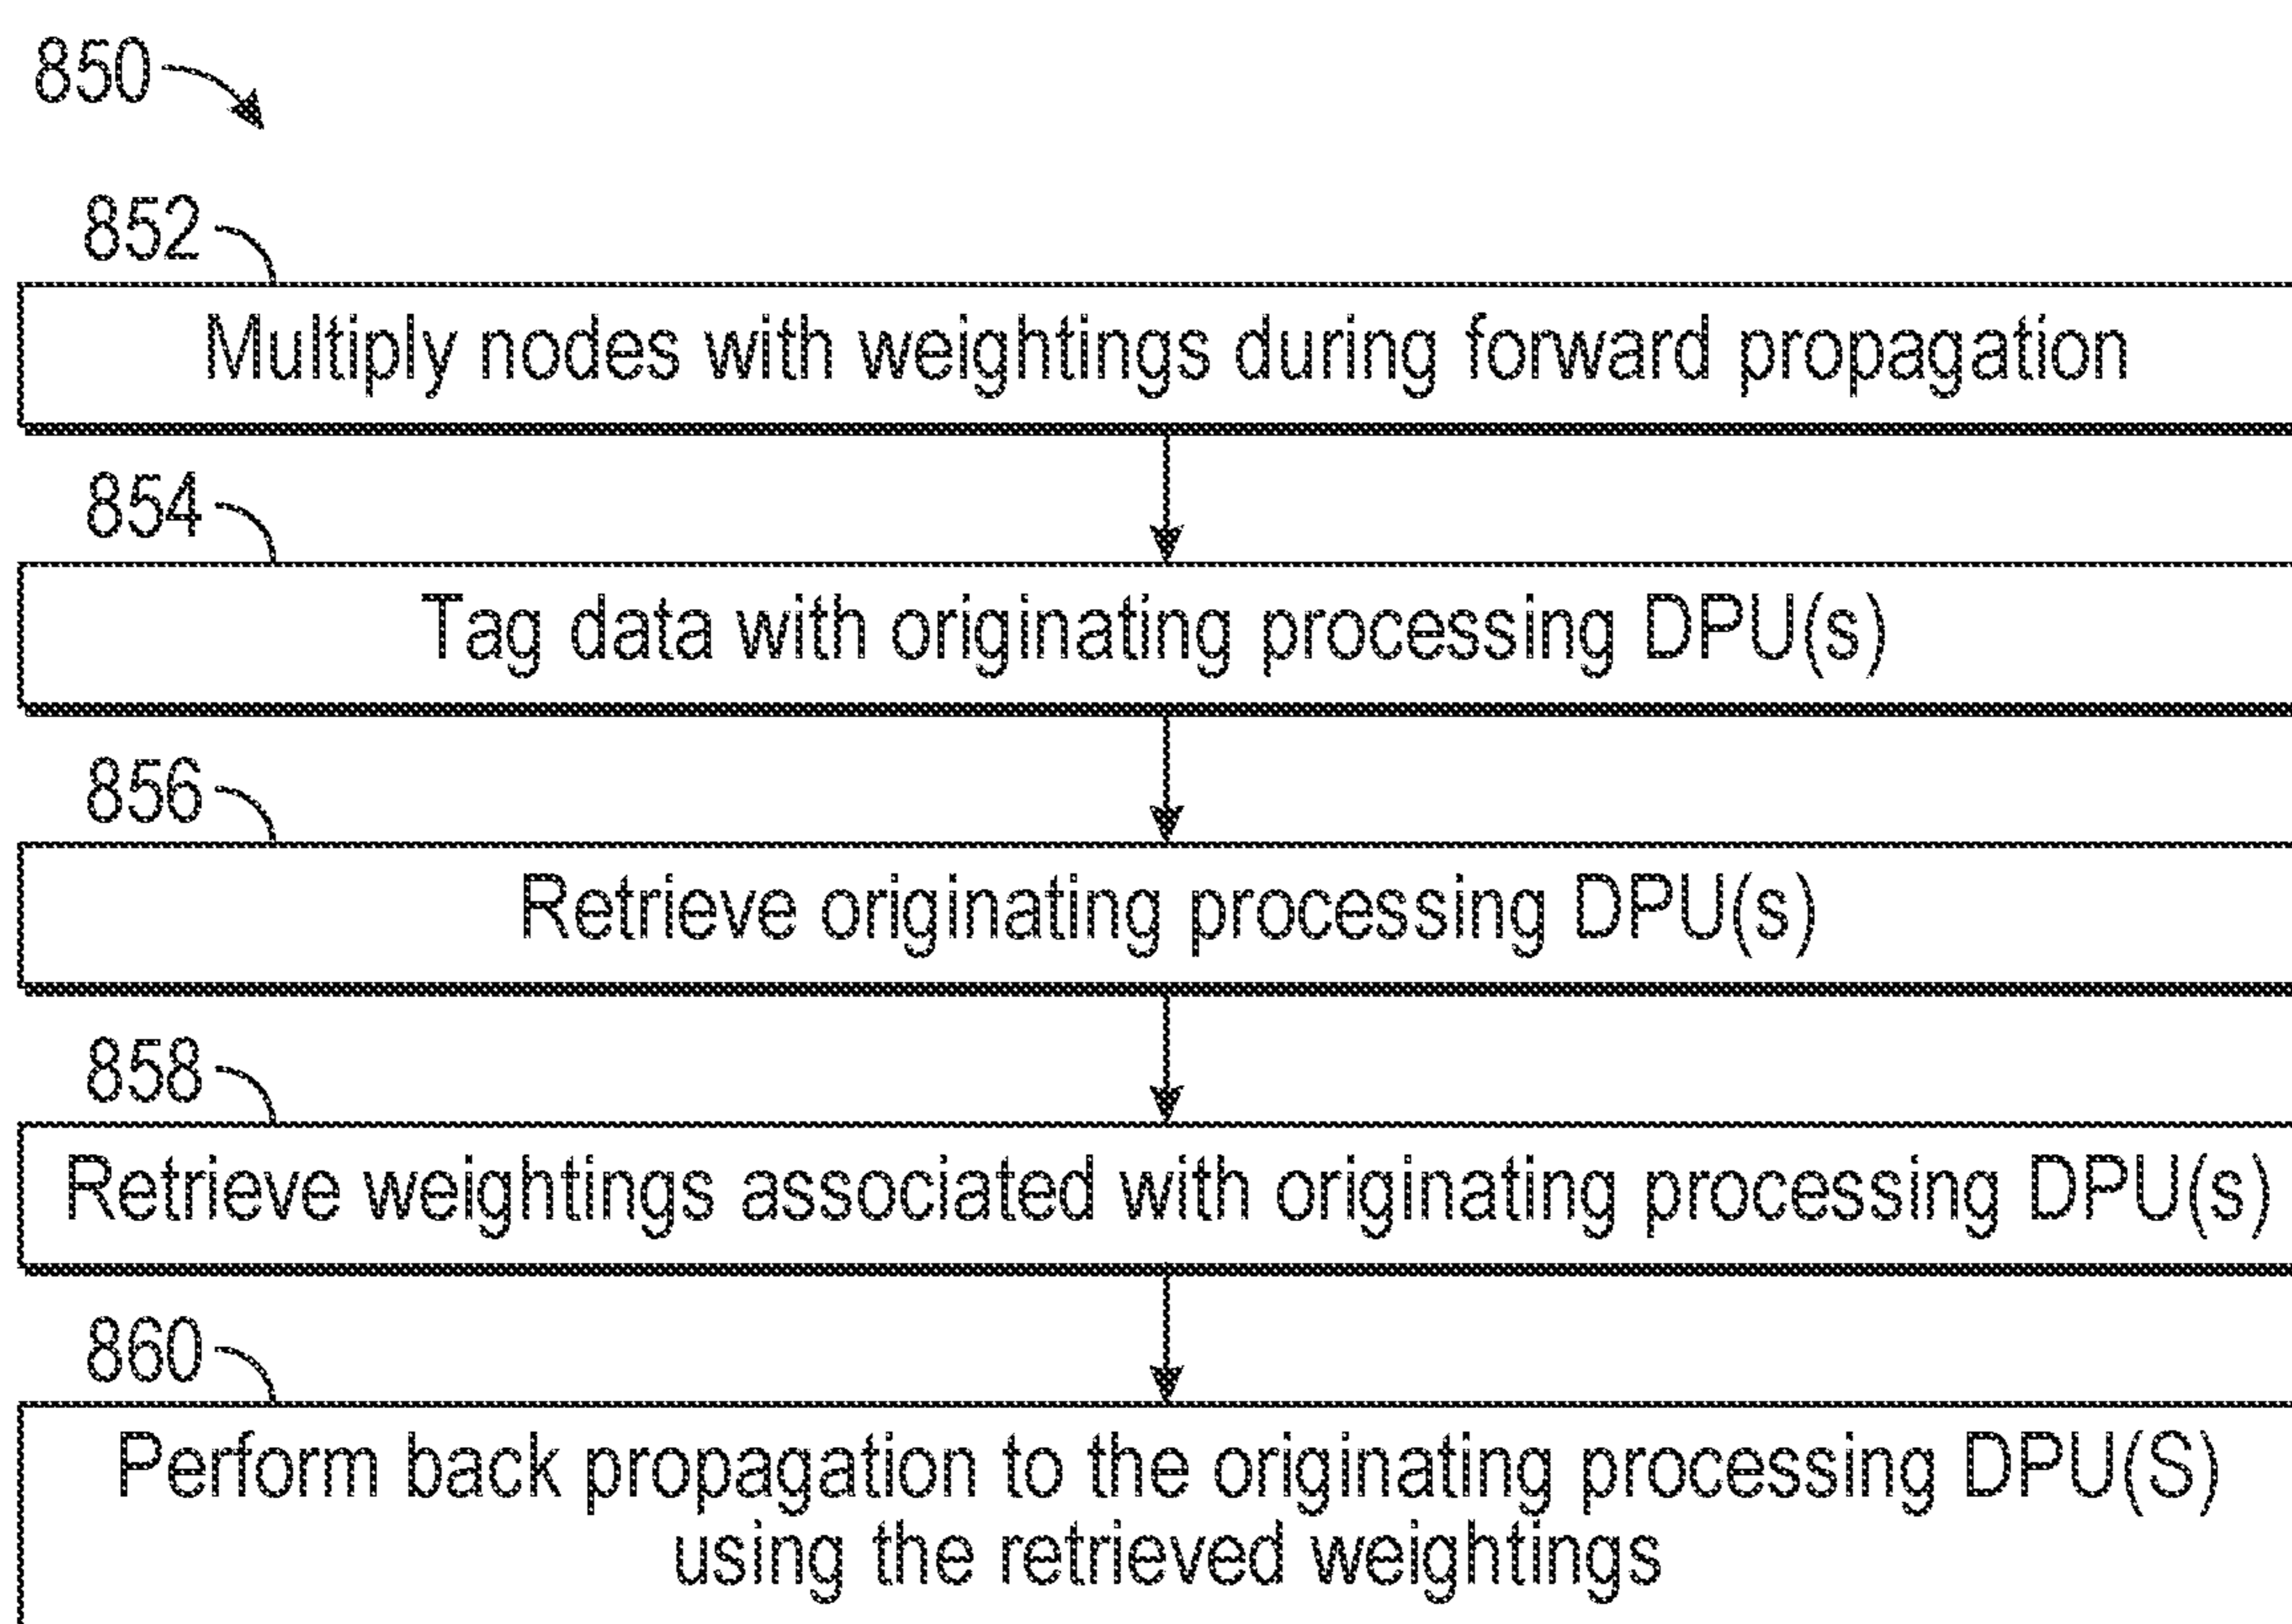 850
852
Multiply nodes with weightings during forward propagation
854
Tag data with originating processing DPU(s)
856
Retrieve originating processing DPU(s)
858
Retrieve weightings associated with originating processing DPU(s)
860
Perform back propagation to the originating processing DPU(S)
using the retrieved weightings